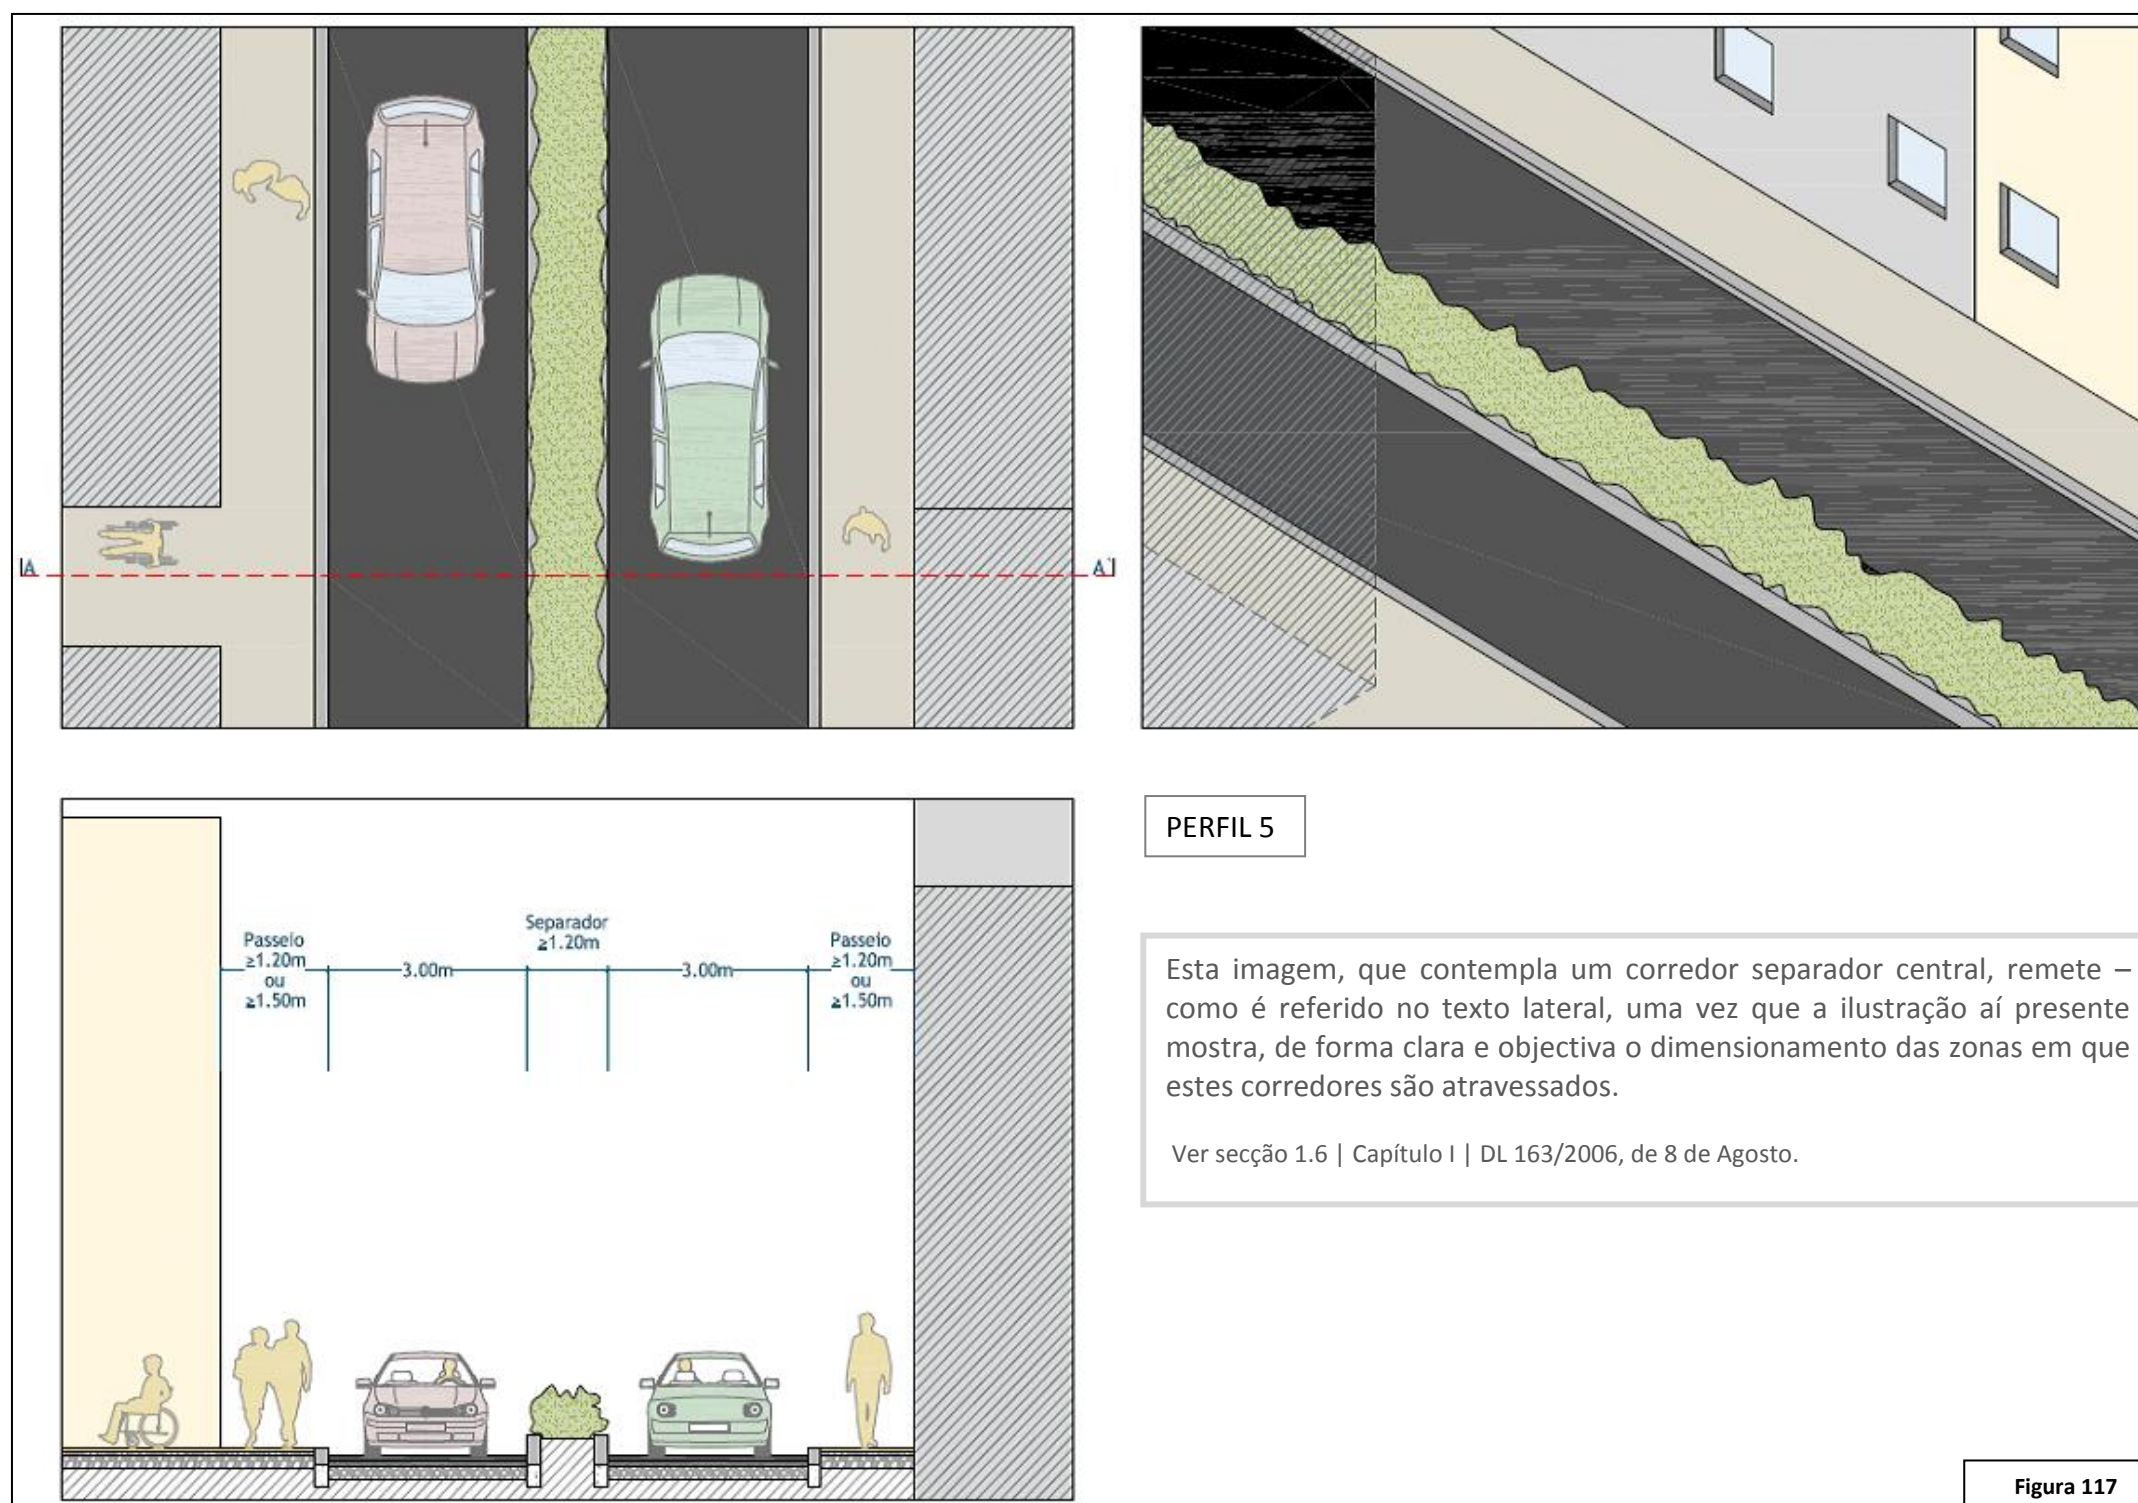 A
A'
PERFIL 5
Separador
≥1.20m
Passeio
≥1.20m
ou
≥1.50m
3.00m
3.00m
Passeio
≥1.20m
ou
≥1.50m
Esta imagem, que contempla um corredor separador central, remete –
como é referido no texto lateral, uma vez que a ilustração aí presente
mostra, de forma clara e objectiva o dimensionamento das zonas em que
estes corredores são atravessados.
Ver secção 1.6 | Capítulo I | DL 163/2006, de 8 de Agosto.
Figura 117